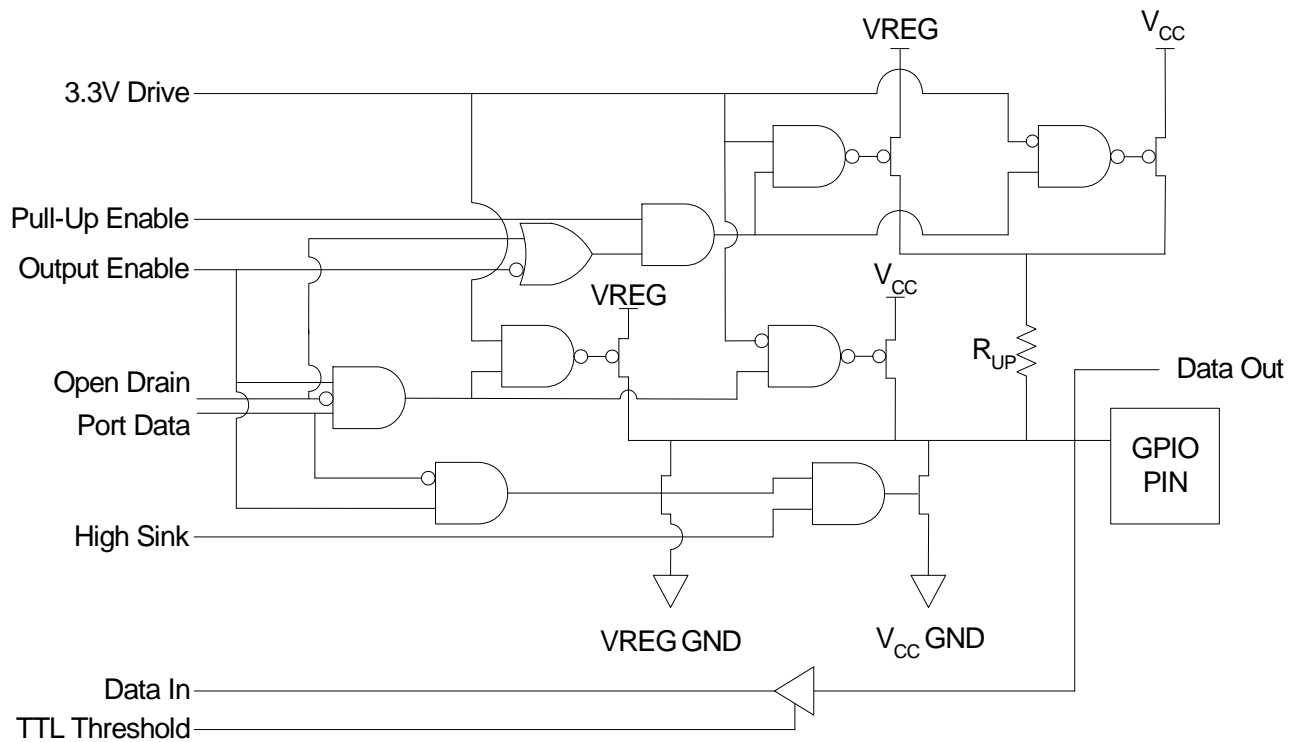 VREG
VCC
3.3V Drive
Pull-Up Enable
Output Enable
VREG
VCC
RUP
Open Drain
Data Out
Port Data
GPIO
PIN
High Sink
VREG GND
VCC GND
Data In
TTL Threshold